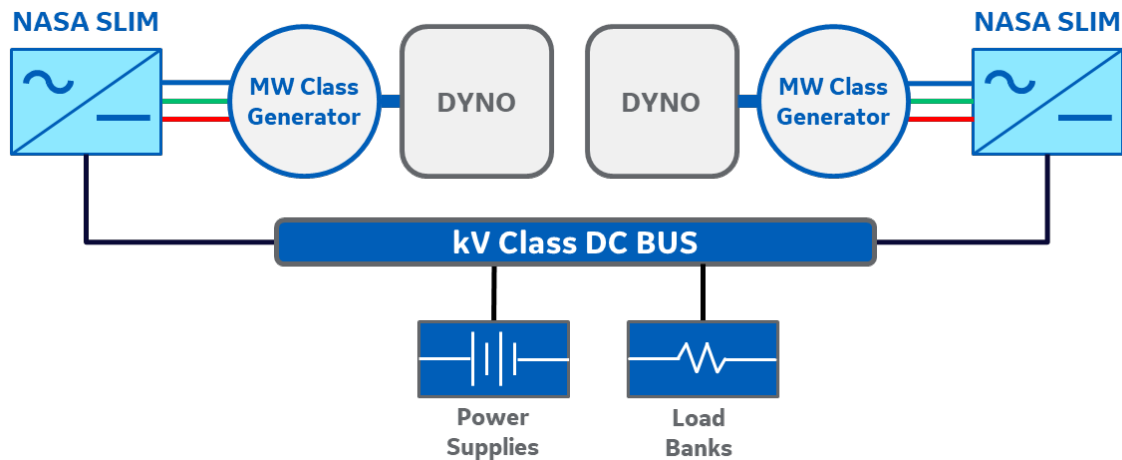 NASA SLIM
NASA SLIM
MW Class
Generator
DYNO
DYNO
MW Class
Generator
kV Class DC BUS
Power
Supplies
Load
Banks